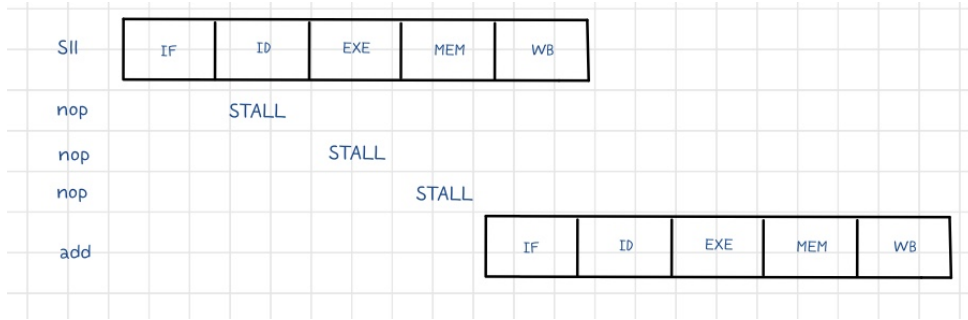 Sll IF ID EXE MEM WB
nop STALL
nop STALL
nop STALL
add IF ID EXE MEM WB